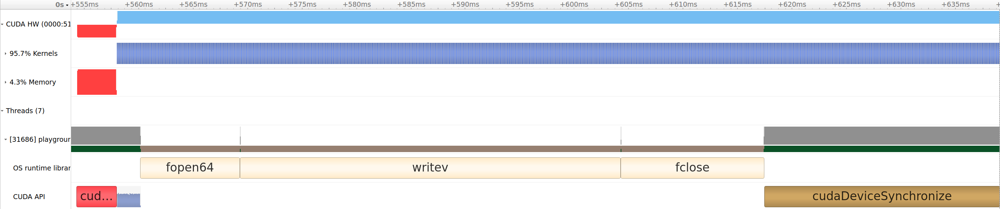 0s +555ms +560ms +565ms +570ms +575ms +580ms +585ms +590ms +595ms +600ms +605ms +610ms +615ms +620ms +625ms +630ms +635ms +
CUDA HW (0000:51
95.7% Kernels
4.3% Memory
Threads (7)
[31686] playgrour
OS runtime librar fopen64 writev fclose
CUDA API cud... cudaDeviceSynchronize